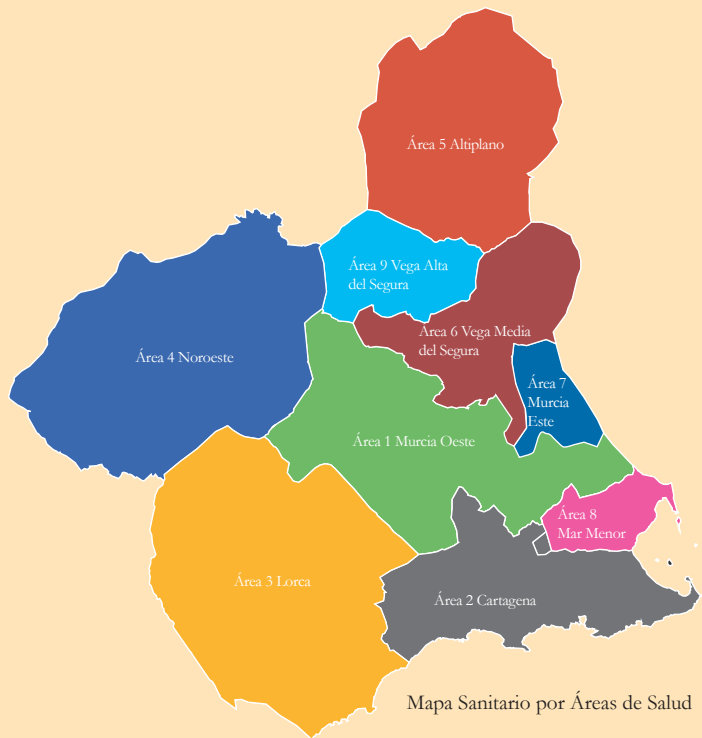 Área 5 Altiplano
Área 9 Vega Alta
del Segura
Área 6 Vega Media
del Segura
Área 4 Noroeste
Área 7
Murcia
Este
Área 1 Murcia Oeste
Área 8
Mar Menor
Área 3 Lorca
Área 2 Cartagena
Mapa Sanitario por Áreas de Salud